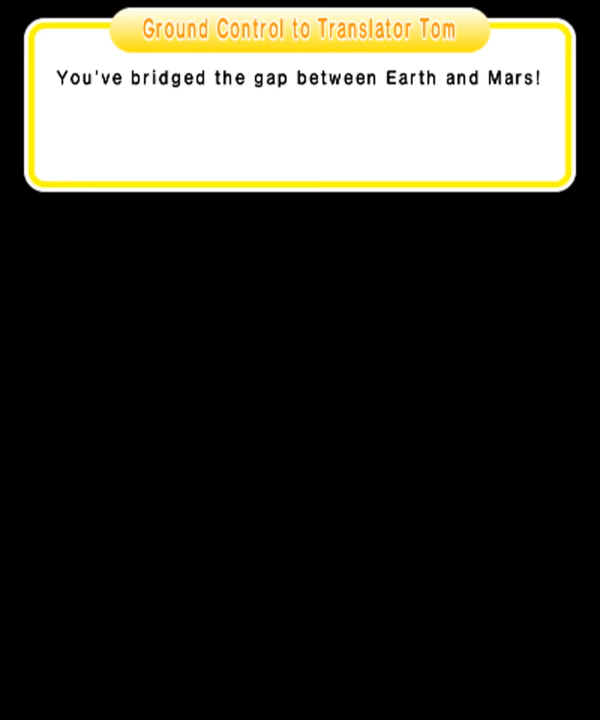 Ground Control to Translator Tom
You've bridged the gap between Earth and Mars!